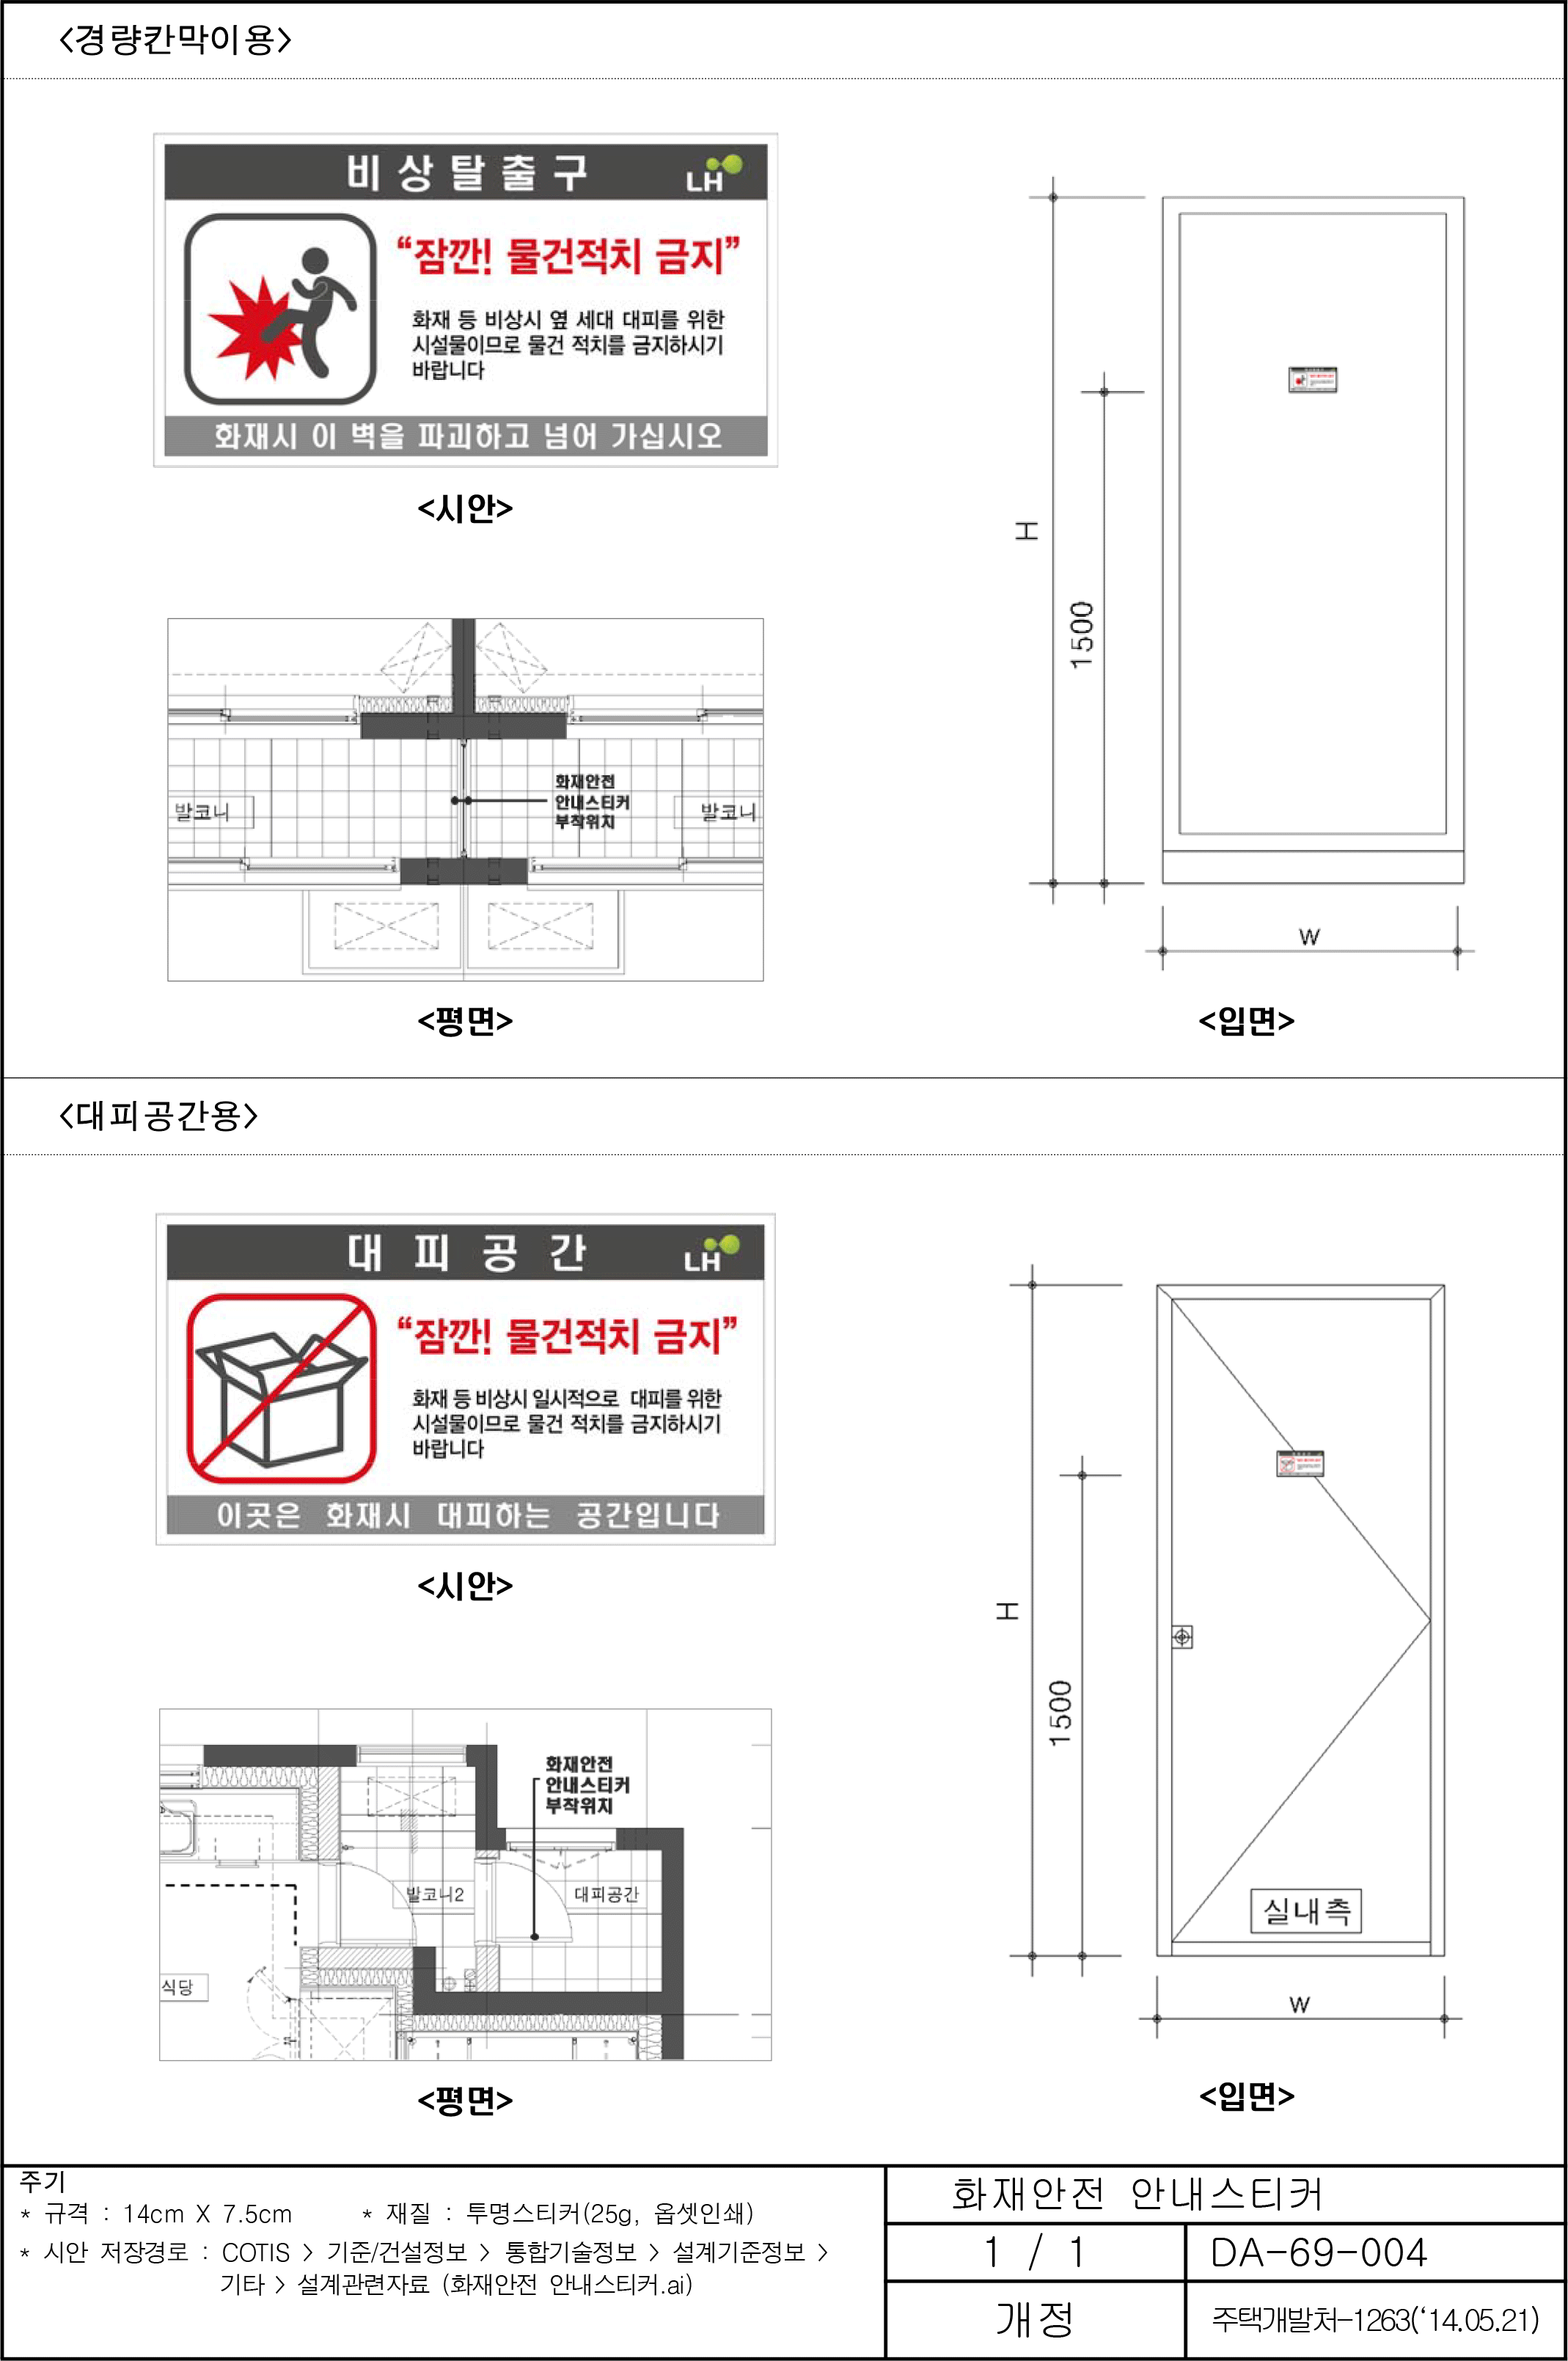 <경량칸막이용>
비상탈출구
LH
“잠깐! 물건적치 금지”
화재 등 비상시 옆 세대 대피를 위한
시설물이므로 물건 적치를 금지하시기
바랍니다
화재시 이 벽을 파괴하고 넘어 가십시오
<시안>
H
1500
W
화재안전
안내스티커
부착위치
발코니
발코니
<평면>
<입면>
<대피공간용>
대 피 공 간
LH
“잠깐! 물건적치 금지”
화재 등 비상시 일시적으로 대피를 위한
시설물이므로 물건 적치를 금지하시기
바랍니다
이곳은 화재시 대피하는 공간입니다
<시안>
H
1500
실내측
W
화재안전
안내스티커
부착위치
발코니2
대피공간
식당
<평면>
<입면>
주기
* 규격 : 14cm X 7.5cm * 재질 : 투명스티커(25g, 옵셋인쇄)
* 시안 저장경로 : COTIS > 기준/건설정보 > 통합기술정보 > 설계기준정보 >
기타 > 설계관련자료 (화재안전 안내스티커.ai)
화재안전 안내스티커
1 / 1
DA-69-004
개정
주택개발처-1263(‘14.05.21)